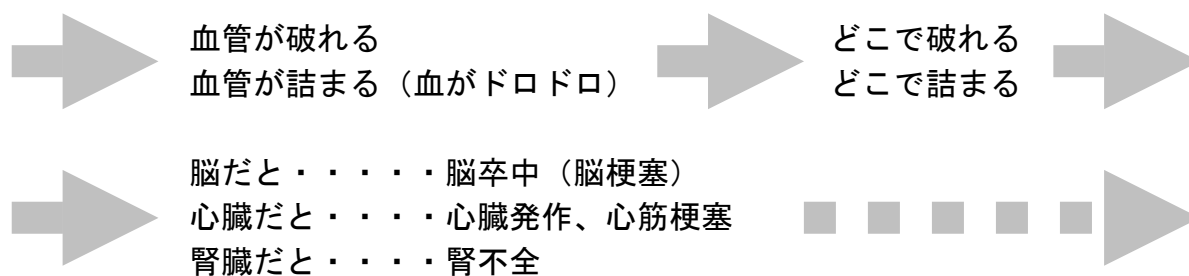 血管が破れる
血管が詰まる（血がドロドロ）
どこで破れる
どこで詰まる
脳だと・・・・・脳卒中（脳梗塞）
心臓だと・・・・心臓発作、心筋梗塞
腎臓だと・・・・腎不全